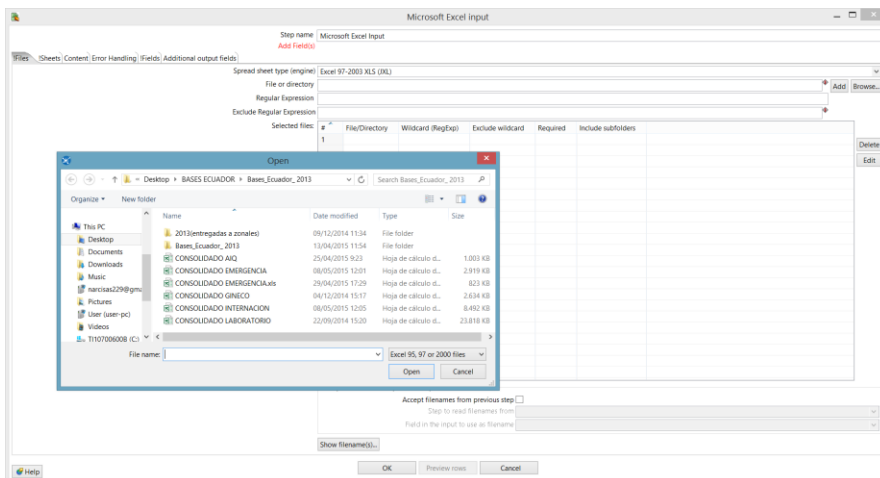 Microsoft Excel input
Step name Microsoft Excel Input
Add Field(s)
!Files !Sheets Content Error Handling !Fields Additional output fields
Spread sheet type (engine) Excel 97-2003 XLS (JXL)
File or directory Add Browse...
Regular Expression
Exclude Regular Expression
Selected files: # File/Directory Wildcard (RegExp) Exclude wildcard Required Include subfolders
1
Delete
Edit
Open
Desktop BASES ECUADOR Bases_Ecuador_ 2013 Search Bases_Ecuador_ 2013
Organize New folder
Name Date modified Type Size
This PC
Desktop
Documents
Downloads
Music
narcisas229@gma
Pictures
User (user-pc)
Videos
TI10700600B (C:)
2013(entregadas a zonales) 09/12/2014 11:34 File folder
Bases_Ecuador_ 2013 13/04/2015 11:54 File folder
CONSOLIDADO AIQ 25/04/2015 9:23 Hoja de cálculo d... 1.003 KB
CONSOLIDADO EMERGENCIA 08/05/2015 12:01 Hoja de cálculo d... 2.919 KB
CONSOLIDADO EMERGENCIA.xls 29/04/2015 17:29 Hoja de cálculo d... 823 KB
CONSOLIDADO GINECO 04/12/2014 15:17 Hoja de cálculo d... 2.634 KB
CONSOLIDADO INTERNACION 08/05/2015 12:05 Hoja de cálculo d... 8.492 KB
CONSOLIDADO LABORATORIO 22/09/2014 15:20 Hoja de cálculo d... 23.818 KB
File name: Excel 95, 97 or 2000 files
Open Cancel
Accept filenames from previous step
Step to read filenames from
Field in the input to use as filename
Show filename(s)...
Help OK Preview rows Cancel